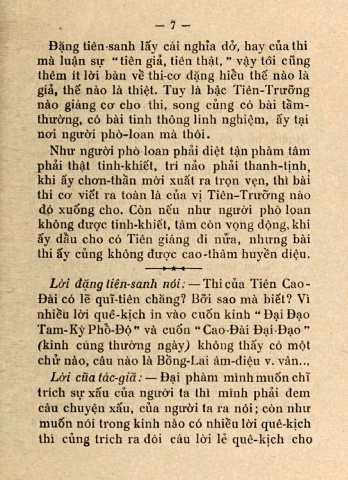 — 7 —
Đặng tiên-sanh lấy cái nghĩa dở, hay của thi
mà luận sự “tiên giả, tiên thật, ” vậy tôi cũng
thêm ít lời bàn về thi-cơ đặng hiểu thế nào là
giả, thế nào là thiệt. Tuy là bậc Tiên-Trưởng
nào giáng cơ cho thi, song cũng có bài tầm-
thường, có bài tinh thông linh nghiệm, ấy tại
nơi người phò-loan mà thôi.
Như người phò loan phải diệt tận phàm tâm
phải thật tinh-khiết, trí nảo phải thanh-tịnh,
khi ấy chơn-thần mới xuất ra trọn vẹn, thì bài
thi cơ viết ra toàn là của vị Tiên-Trưởng nào
đó xuống cho. Còn nếu như người phò loan
không được tinh-khiết, tâm còn vọng động, khi
ấy dầu cho có Tiên giáng đi nửa, nhưng bài
thi ấy củng không được cao-thâm huyền diệu.
Lời đặng tiên-sanh nói: — Thi của Tiên Cao-
Đài có lẽ quĩ-tiên chăng? Bởi sao mà biết? Vì
nhiều lời quê-kịch in vào cuốn kinh “ Đại Đạo
Tam-Kỳ Phổ-Độ ” và cuốn “Cao-Đài Đại-Đạo ”
(kinh cúng thường ngày) không thấy có một
chử nào, câu nào là Bồng-Lai âm-điệu v. vân..,
Lời của tác-giả: — Đại phàm mình muốn chỉ
trích sự xấu của người ta thì mình phải đem
câu chuyện xấu, của người ta ra nói; còn như
muốn nói trong kinh nào có nhiều lời quê-kịch
thì củng trích ra đôi câu lời lẻ quê-kịch cho